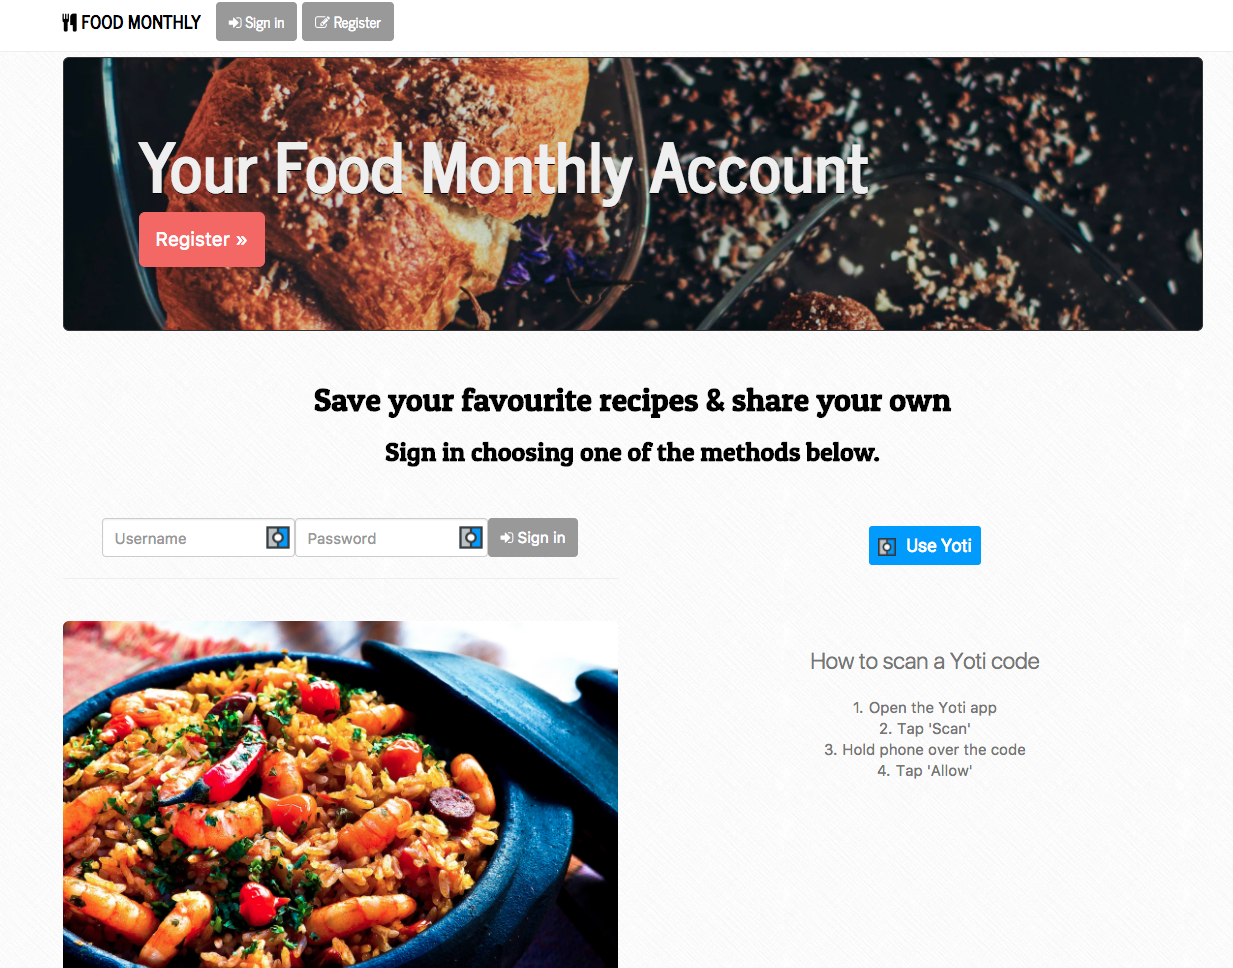 FOOD MONTHLY Sign in Register
Your Food Monthly Account
Register »
Save your favourite recipes & share your own
Sign in choosing one of the methods below.
Username Password Sign in
Use Yoti
How to scan a Yoti code
1. Open the Yoti app
2. Tap 'Scan'
3. Hold phone over the code
4. Tap 'Allow'